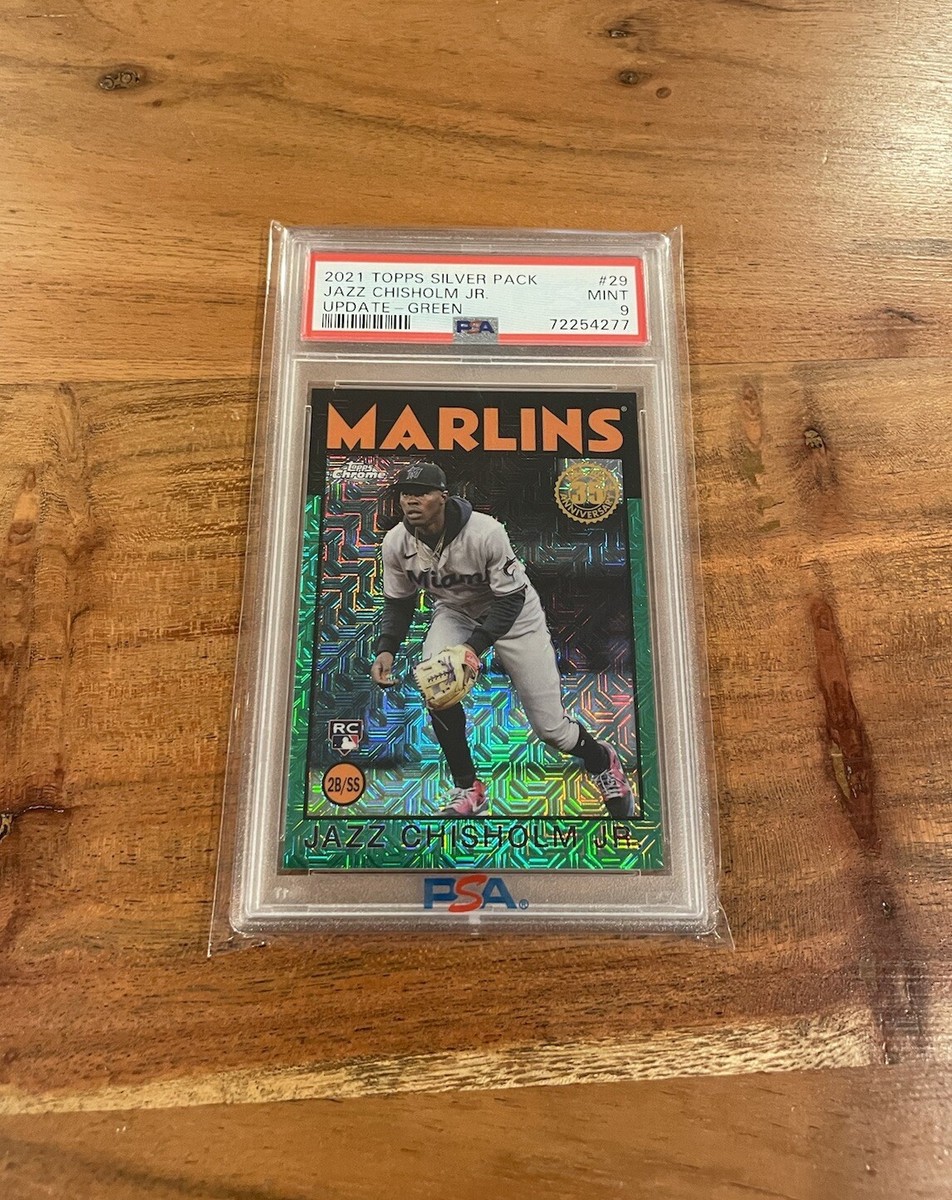 2021 TOPPS SILVER PACK #29
JAZZ CHISHOLM JR. MINT
UPDATE-GREEN 9
PSA 72254277
MARLINS®
Topps
Chrome
35
ANNIVERSARY
Miami
RC
2B/SS
JAZZ CHISHOLM JR.
PSA®